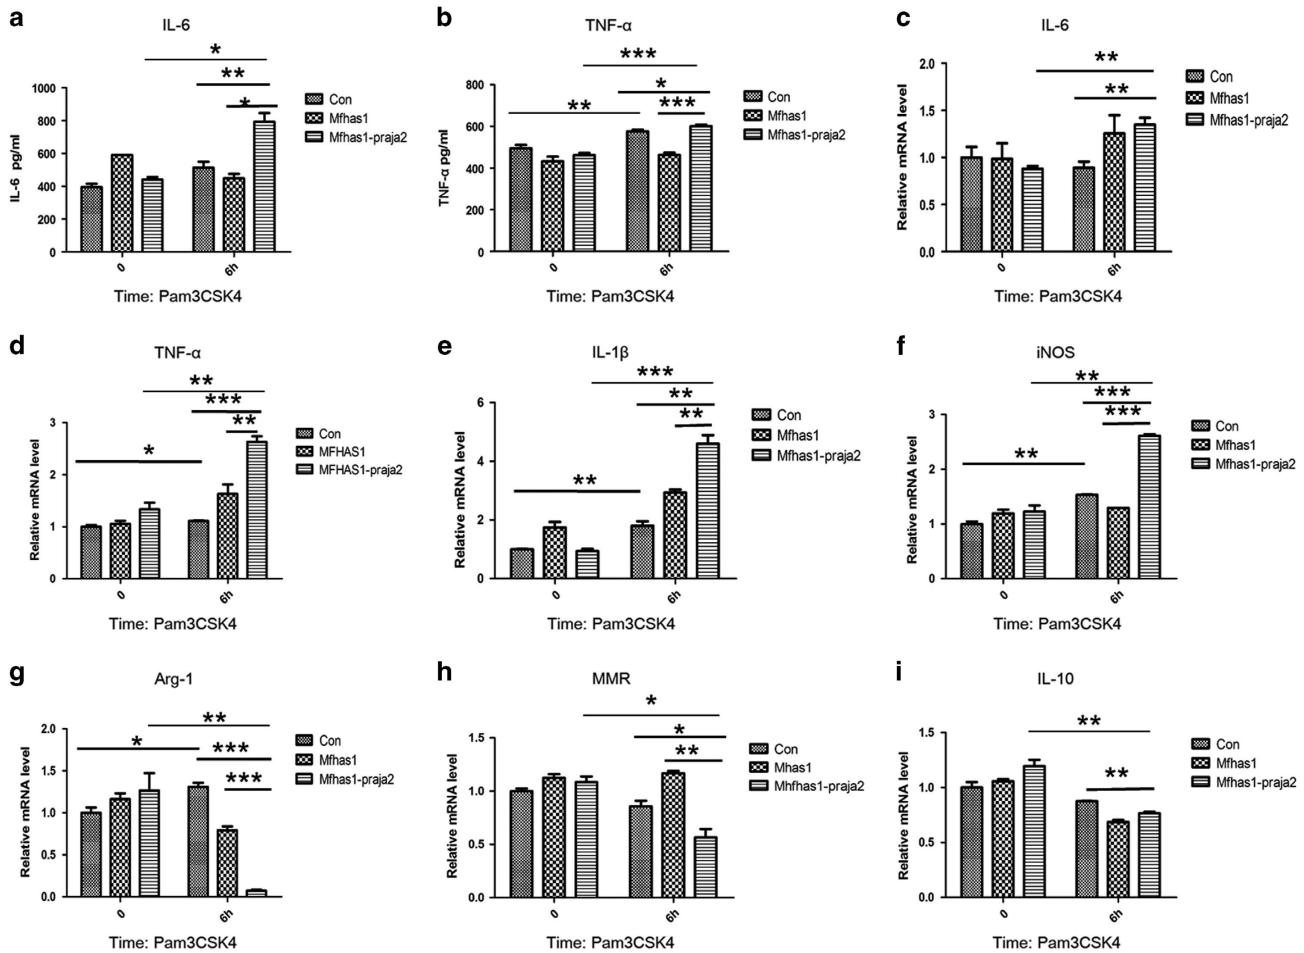 a
IL-6
*
**
*
IL-6 pg/ml
1000
800
600
400
200
0
0
6h
Time: Pam3CSK4
Con
Mfhas1
Mfhas1-praja2
b
TNF-α
***
*
**
***
TNF-α pg/ml
800
600
400
200
0
0
6h
Time: Pam3CSK4
Con
Mfhas1
Mfhas1-praja2
c
IL-6
**
**
Relative mRNA level
2.0
1.5
1.0
0.5
0.0
0
6h
Time: Pam3CSK4
Con
Mfhas1
Mfhas1-praja2
d
TNF-α
**
***
**
*
Relative mRNA level
3
2
1
0
0
6h
Time: Pam3CSK4
Con
MFHAS1
MFHAS1-praja2
e
IL-1β
***
**
**
**
Relative mRNA level
6
4
2
0
0
6h
Time: Pam3CSK4
Con
Mfhas1
Mfhas1-praja2
f
iNOS
**
***
***
**
Relative mRNA level
3
2
1
0
0
6h
Time: Pam3CSK4
Con
Mfhas1
Mfhas1-praja2
g
Arg-1
**
*
***
***
Relative mRNA level
2.0
1.5
1.0
0.5
0.0
0
6h
Time: Pam3CSK4
Con
Mfhas1
Mfhas1-praja2
h
MMR
*
*
**
Relative mRNA level
1.5
1.0
0.5
0.0
0
6h
Time: Pam3CSK4
Con
Mhas1
Mhfhas1-praja2
i
IL-10
**
**
Relative mRNA level
1.5
1.0
0.5
0.0
0
6h
Time: Pam3CSK4
Con
Mfhas1
Mfhas1-praja2